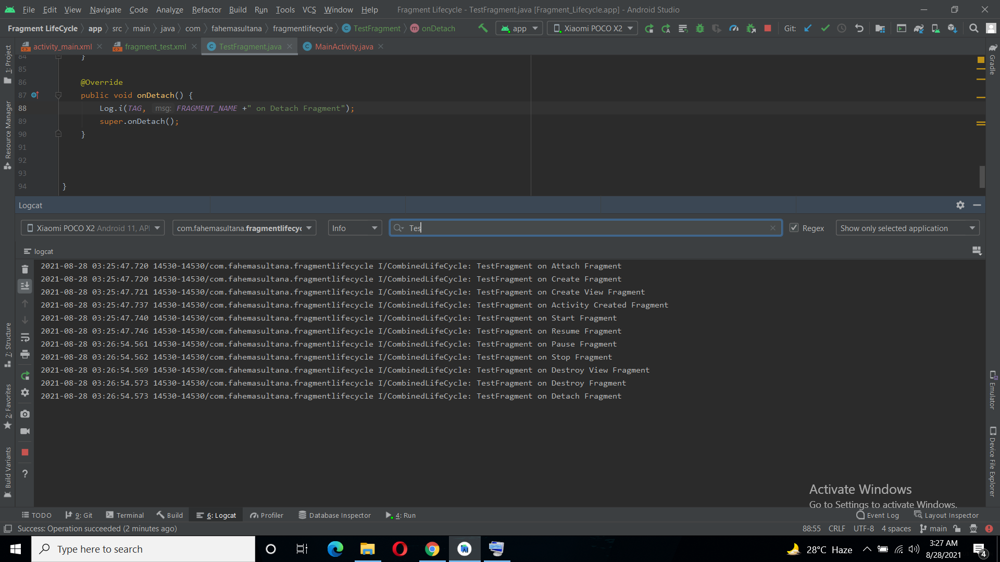 File Edit View Navigate Code Analyze Refactor Build Run Tools VCS Window Help Fragment Lifecycle - TestFragment.java [Fragment_Lifecycle.app] - Android Studio
Fragment LifeCycle app src main java com fahemasultana fragmentlifecycle TestFragment onDetach app Xiaomi POCO X2 Git:
activity_main.xml fragment_test.xml TestFragment.java MainActivity.java
84 }
85
86 @Override
87 public void onDetach() {
88 Log.i(TAG, msg: FRAGMENT_NAME +" on Detach Fragment");
89 super.onDetach();
90 }
91
92
93
94 }
Logcat
Xiaomi POCO X2 Android 11, API com.fahemasultana.fragmentlifecyc Info Tes Regex Show only selected application
logcat
2021-08-28 03:25:47.720 14530-14530/com.fahemasultana.fragmentlifecycle I/CombinedLifeCycle: TestFragment on Attach Fragment
2021-08-28 03:25:47.720 14530-14530/com.fahemasultana.fragmentlifecycle I/CombinedLifeCycle: TestFragment on Create Fragment
2021-08-28 03:25:47.721 14530-14530/com.fahemasultana.fragmentlifecycle I/CombinedLifeCycle: TestFragment on Create View Fragment
2021-08-28 03:25:47.737 14530-14530/com.fahemasultana.fragmentlifecycle I/CombinedLifeCycle: TestFragment on Activity Created Fragment
2021-08-28 03:25:47.740 14530-14530/com.fahemasultana.fragmentlifecycle I/CombinedLifeCycle: TestFragment on Start Fragment
2021-08-28 03:25:47.746 14530-14530/com.fahemasultana.fragmentlifecycle I/CombinedLifeCycle: TestFragment on Resume Fragment
2021-08-28 03:26:54.561 14530-14530/com.fahemasultana.fragmentlifecycle I/CombinedLifeCycle: TestFragment on Pause Fragment
2021-08-28 03:26:54.562 14530-14530/com.fahemasultana.fragmentlifecycle I/CombinedLifeCycle: TestFragment on Stop Fragment
2021-08-28 03:26:54.569 14530-14530/com.fahemasultana.fragmentlifecycle I/CombinedLifeCycle: TestFragment on Destroy View Fragment
2021-08-28 03:26:54.573 14530-14530/com.fahemasultana.fragmentlifecycle I/CombinedLifeCycle: TestFragment on Destroy Fragment
2021-08-28 03:26:54.573 14530-14530/com.fahemasultana.fragmentlifecycle I/CombinedLifeCycle: TestFragment on Detach Fragment
1: Project
Resource Manager
7: Structure
2: Favorites
Build Variants
Gradle
Emulator
Device File Explorer
Activate Windows
Go to Settings to activate Windows.
TODO 9: Git Terminal Build 6: Logcat Profiler Database Inspector 4: Run Event Log Layout Inspector
Success: Operation succeeded (2 minutes ago) 88:55 CRLF UTF-8 4 spaces main
Type here to search 28°C Haze 3:27 AM
8/28/2021 4